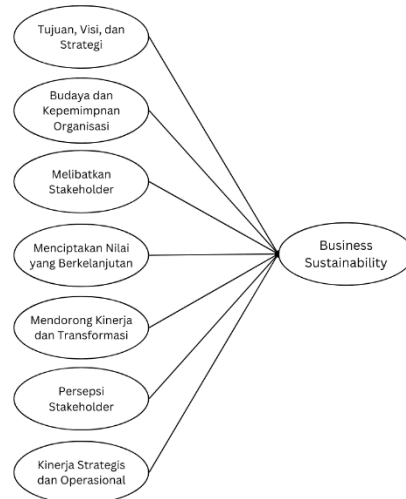 Tujuan, Visi, dan
Strategi
Budaya dan
Kepemimpnan
Organisasi
Melibatkan
Stakeholder
Menciptakan Nilai
yang Berkelanjutan
Mendorong Kinerja
dan Transformasi
Persepsi
Stakeholder
Kinerja Strategis
dan Operasional
Business
Sustainability